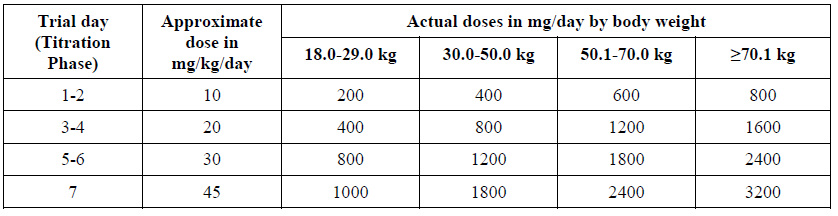 Trial day (Titration Phase) | Approximate dose in mg/kg/day | Actual doses in mg/day by body weight
18.0-29.0 kg | 30.0-50.0 kg | 50.1-70.0 kg | ≥70.1 kg
1-2 | 10 | 200 | 400 | 600 | 800
3-4 | 20 | 400 | 800 | 1200 | 1600
5-6 | 30 | 800 | 1200 | 1800 | 2400
7 | 45 | 1000 | 1800 | 2400 | 3200